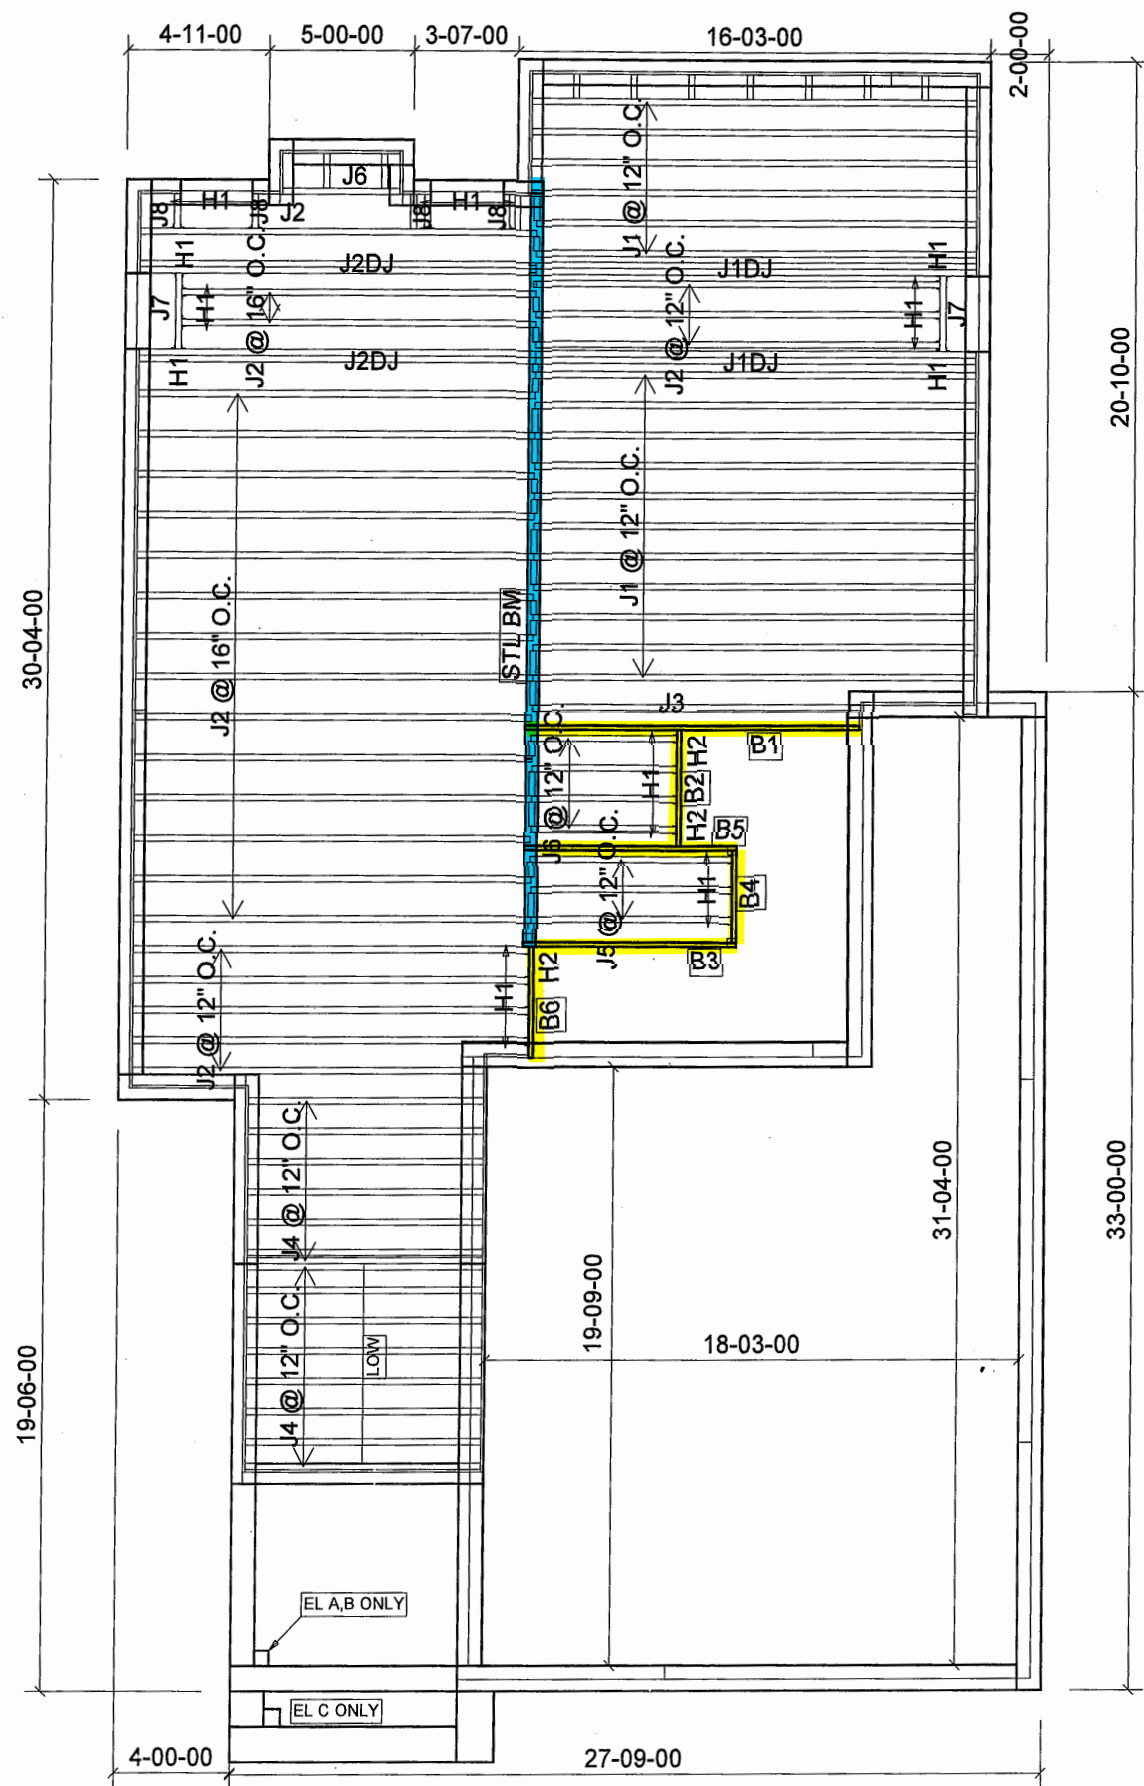 4-11-00
5-00-00
3-07-00
16-03-00
2-00-00
J6
H1
H1
J8
J8
J2
J8
J8
J1 @ 12" O.C.
H1
J2DJ
J1DJ
H1
J7
H1
J2 @ 16" O.C.
J2 @ 12" O.C.
H1
J7
H1
J2DJ
J1DJ
H1
20-10-00
30-04-00
J2 @ 16" O.C.
STL BM
J1 @ 12" O.C.
J3
B1
H2
J6 @ 12" O.C.
H1
B2
H2
B5
J5 @ 12" O.C.
H1
B4
B3
J2 @ 12" O.C.
H1
H2
B6
J4 @ 12" O.C.
31-04-00
33-00-00
19-09-00
18-03-00
J4 @ 12" O.C.
LOW
19-06-00
EL A,B ONLY
EL C ONLY
4-00-00
27-09-00